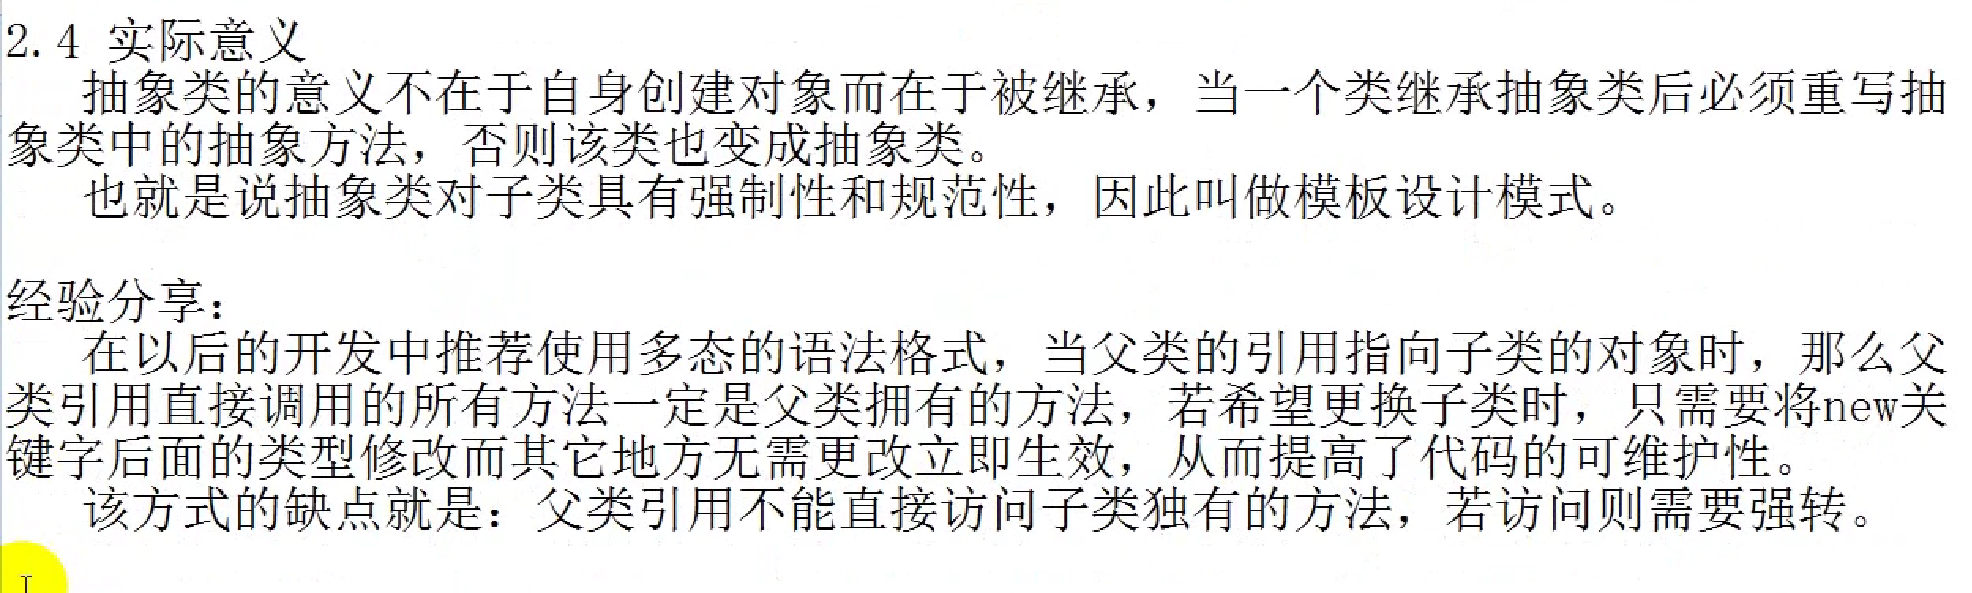 2.4 实际意义
抽象类的意义不在于自身创建对象而在于被继承，当一个类继承抽象类后必须重写抽
象类中的抽象方法，否则该类也变成抽象类。
也就是说抽象类对子类具有强制性和规范性，因此叫做模板设计模式。
经验分享：
在以后的开发中推荐使用多态的语法格式，当父类的引用指向子类的对象时，那么父
类引用直接调用的所有方法一定是父类拥有的方法，若希望更换子类时，只需要将new关
键字后面的类型修改而其它地方无需更改立即生效，从而提高了代码的可维护性。
该方式的缺点就是：父类引用不能直接访问子类独有的方法，若访问则需要强转。